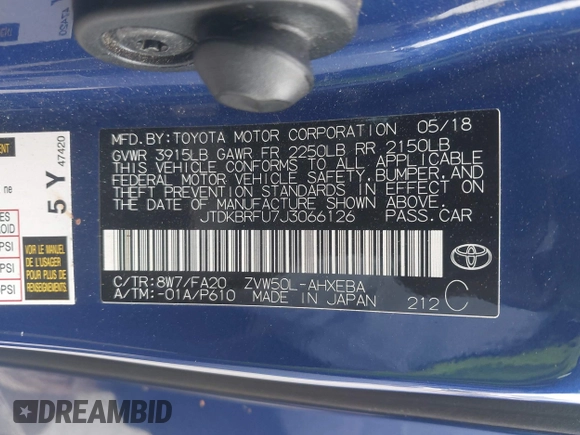 MFD.BY:TOYOTA MOTOR CORPORATION 05/18
GVWR 3915LB GAWR FR 2250LB RR 2150LB
THIS VEHICLE CONFORMS TO ALL APPLICABLE
FEDERAL MOTOR VEHICLE SAFETY, BUMPER, AND
THEFT PREVENTION STANDARDS IN EFFECT ON
THE DATE OF MANUFACTURE SHOWN ABOVE.
JTDKBRFU7J3066126 PASS.CAR
C/TR:8W7/FA20 ZVW50L-AHXEBA
A/TM:-01A/P610 MADE IN JAPAN 212 C
5 Y 47420
ne
PSI
VOIR LE MANUEL
DE L'USAGER
POUR PLUS DE
RENSEIGNEMENTS
PSI
DREAMBID